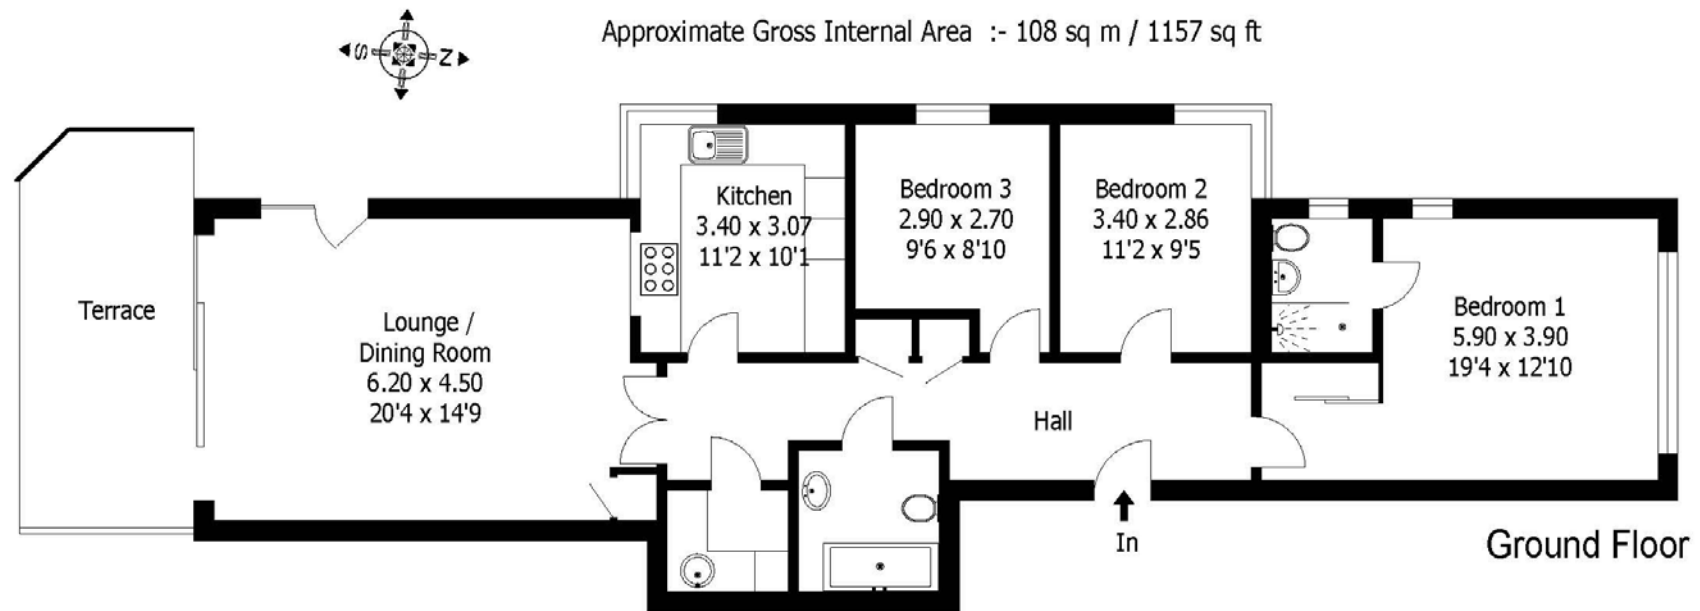 Approximate Gross Internal Area :- 108 sq m / 1157 sq ft
S
N
Terrace
Lounge /
Dining Room
6.20 x 4.50
20'4 x 14'9
Kitchen
3.40 x 3.07
11'2 x 10'1
Bedroom 3
2.90 x 2.70
9'6 x 8'10
Bedroom 2
3.40 x 2.86
11'2 x 9'5
Bedroom 1
5.90 x 3.90
19'4 x 12'10
Hall
In
Ground Floor